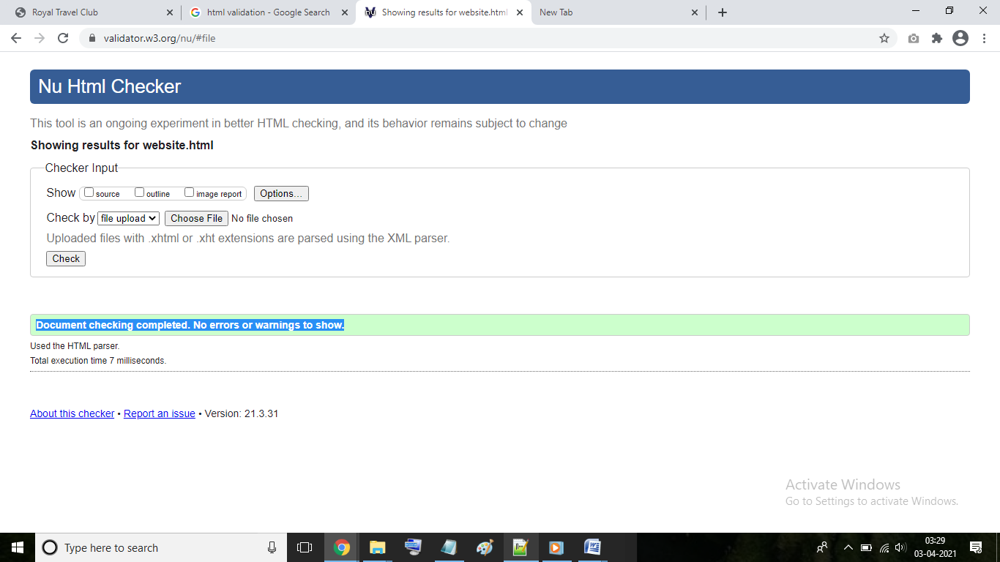 Royal Travel Club
html validation - Google Search
Showing results for website.html
New Tab
validator.w3.org/nu/#file
Nu Html Checker
This tool is an ongoing experiment in better HTML checking, and its behavior remains subject to change
Showing results for website.html
Checker Input
Show source outline image report Options...
Check by file upload Choose File No file chosen
Uploaded files with .xhtml or .xht extensions are parsed using the XML parser.
Check
Document checking completed. No errors or warnings to show.
Used the HTML parser.
Total execution time 7 milliseconds.
About this checker • Report an issue • Version: 21.3.31
Activate Windows
Go to Settings to activate Windows.
Type here to search
03:29
03-04-2021